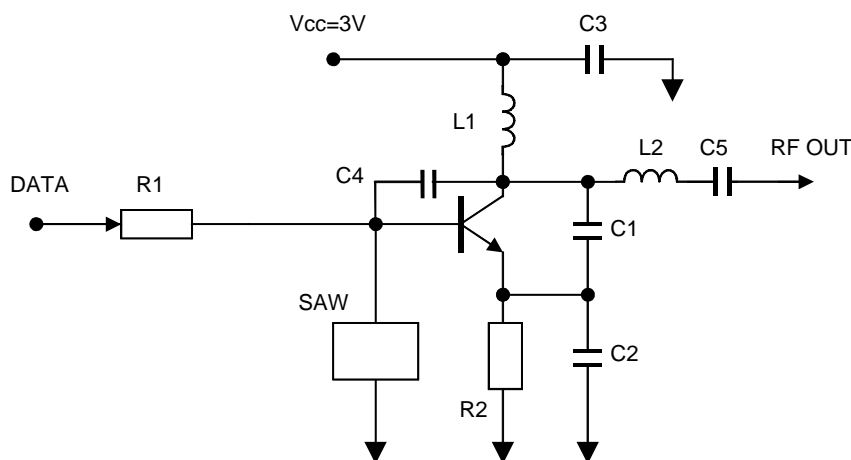 Vcc=3V
C3
L1
L2
C5
RF OUT
C4
DATA
R1
C1
SAW
C2
R2